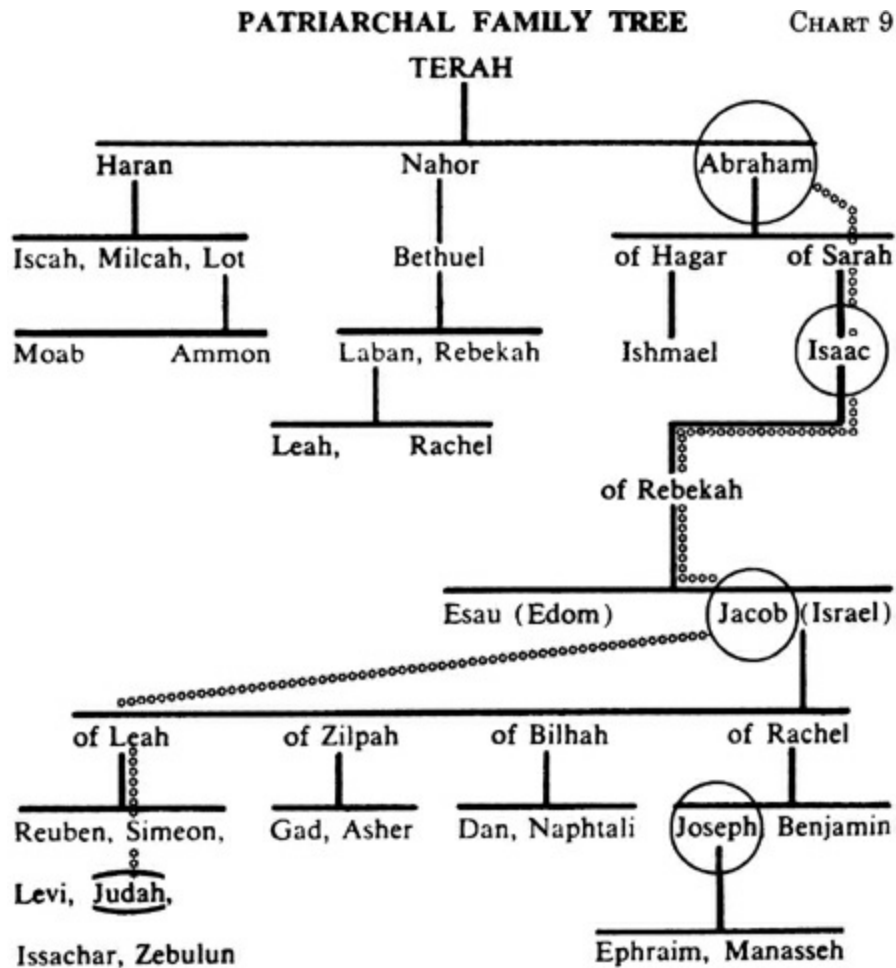 PATRIARCHAL FAMILY TREE CHART 9
TERAH
Haran Nahor Abraham
Iscah, Milcah, Lot Bethuel of Hagar of Sarah
Moab Ammon Laban, Rebekah Ishmael Isaac
Leah, Rachel
of Rebekah
Esau (Edom) Jacob (Israel)
of Leah of Zilpah of Bilhah of Rachel
Reuben, Simeon, Gad, Asher Dan, Naphtali Joseph, Benjamin
Levi, Judah,
Issachar, Zebulun Ephraim, Manasseh